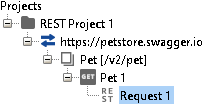 Projects
REST Project 1
https://petstore.swagger.io
Pet [/v2/pet]
GET Pet 1
REST Request 1